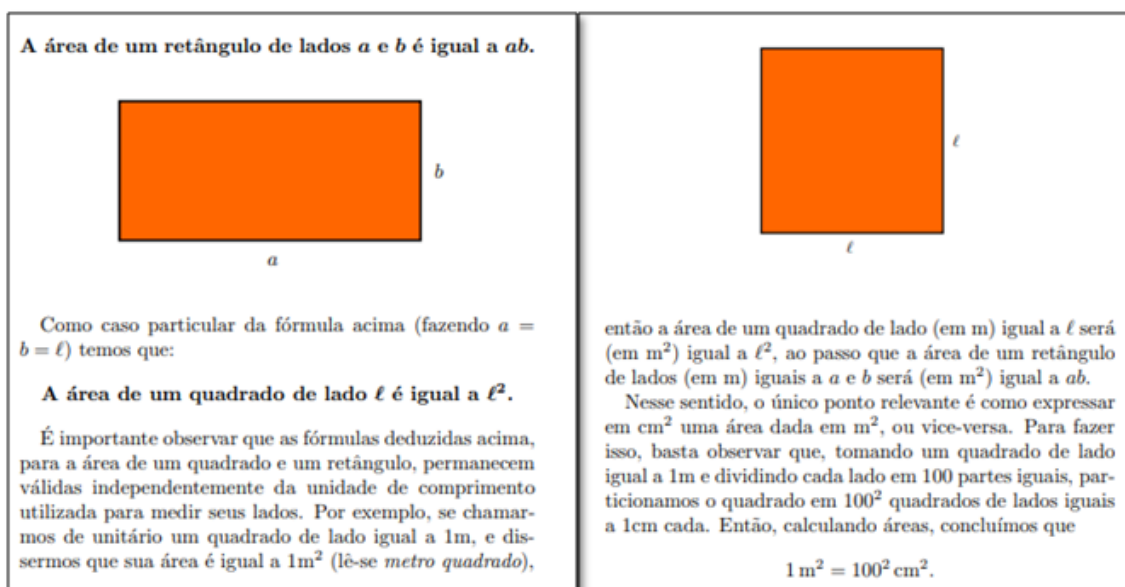 A área de um retângulo de lados a e b é igual a ab.
b
a
Como caso particular da fórmula acima (fazendo a =
b = ℓ) temos que:
A área de um quadrado de lado ℓ é igual a ℓ².
É importante observar que as fórmulas deduzidas acima,
para a área de um quadrado e um retângulo, permanecem
válidas independentemente da unidade de comprimento
utilizada para medir seus lados. Por exemplo, se chamar-
mos de unitário um quadrado de lado igual a 1m, e dis-
sermos que sua área é igual a 1m² (lê-se metro quadrado),
ℓ
ℓ
então a área de um quadrado de lado (em m) igual a ℓ será
(em m²) igual a ℓ², ao passo que a área de um retângulo
de lados (em m) iguais a a e b será (em m²) igual a ab.
Nesse sentido, o único ponto relevante é como expressar
em cm² uma área dada em m², ou vice-versa. Para fazer
isso, basta observar que, tomando um quadrado de lado
igual a 1m e dividindo cada lado em 100 partes iguais, par-
ticionamos o quadrado em 100² quadrados de lados iguais
a 1cm cada. Então, calculando áreas, concluímos que
1 m² = 100² cm².